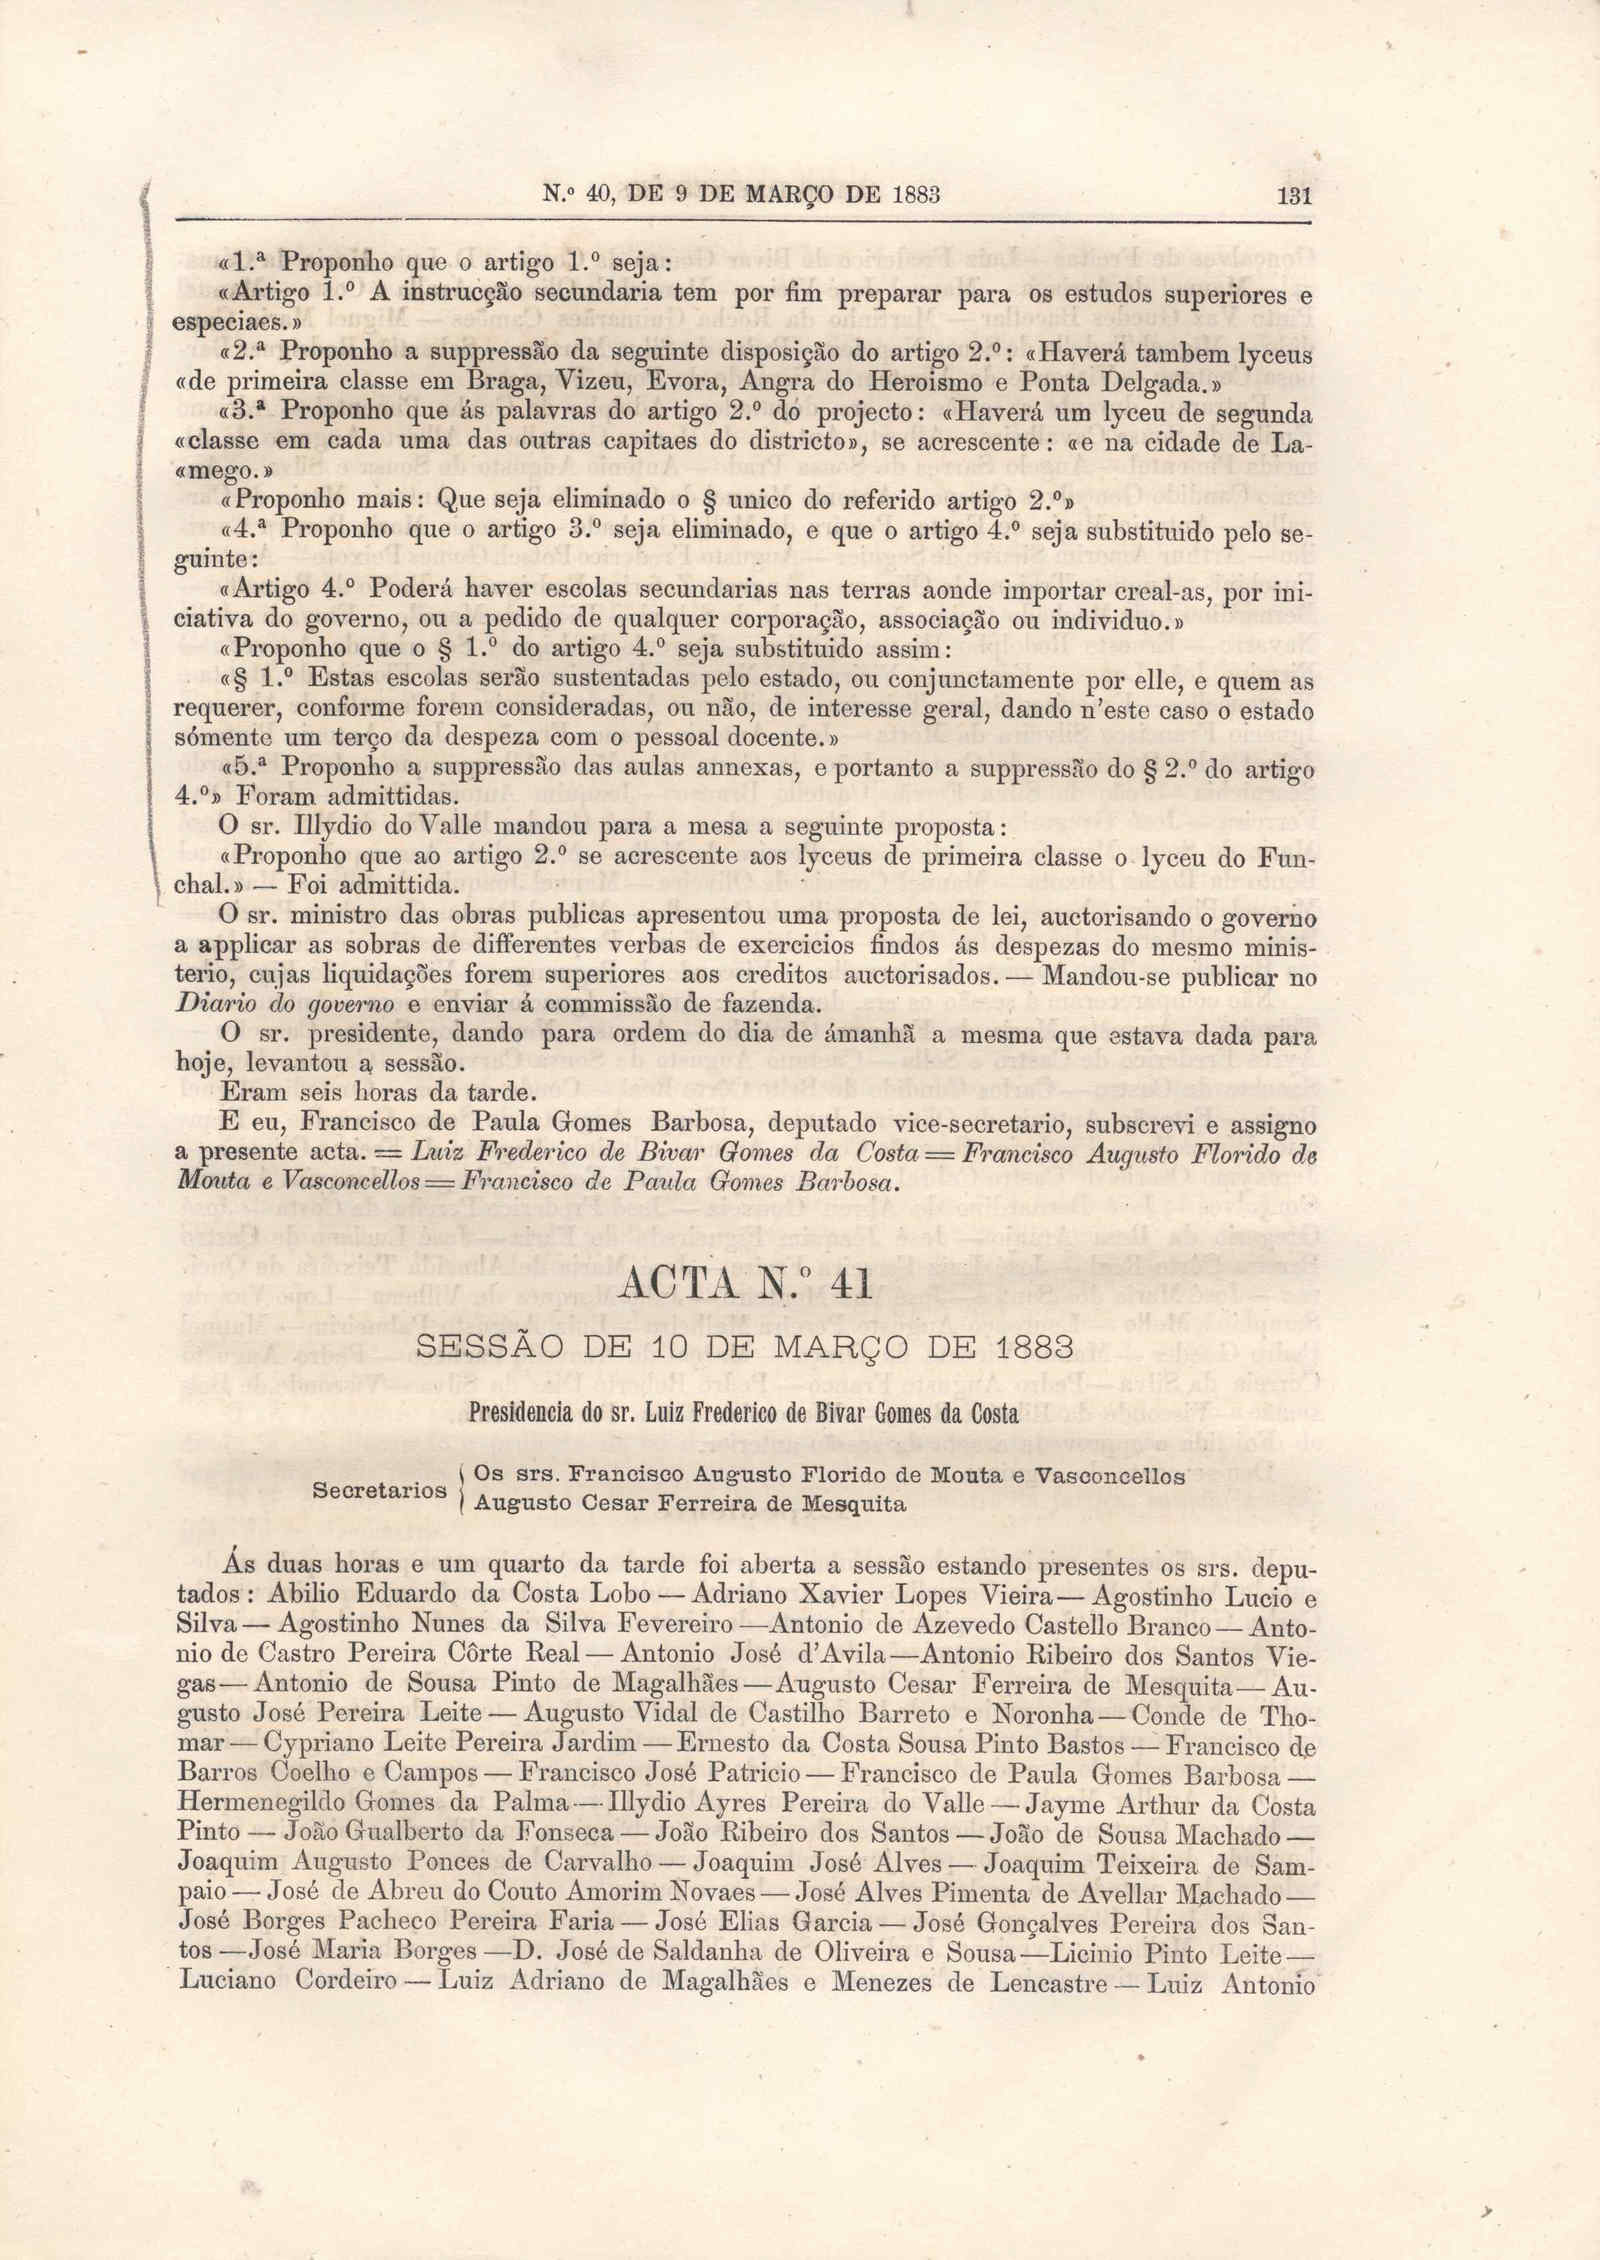 N.º 40, DE 9 DE MARÇO DE 1883 131
«1.ª Proponho que o artigo 1.º seja:
«Artigo 1.º A instrucção secundaria tem por fim preparar para os estudos superiores e
especiaes.»
«2.ª Proponho a suppressão da seguinte disposição do artigo 2.º: «Haverá tambem lyceus
«de primeira classe em Braga, Vizeu, Evora, Angra do Heroismo e Ponta Delgada.»
«3.ª Proponho que ás palavras do artigo 2.º do projecto: «Haverá um lyceu de segunda
«classe em cada uma das outras capitaes do districto», se acrescente: «e na cidade de La-
«mego.»
«Proponho mais: Que seja eliminado o § unico do referido artigo 2.º»
«4.ª Proponho que o artigo 3.º seja eliminado, e que o artigo 4.º seja substituido pelo se-
guinte:
«Artigo 4.º Poderá haver escolas secundarias nas terras aonde importar creal-as, por ini-
ciativa do governo, ou a pedido de qualquer corporação, associação ou individuo.»
«Proponho que o § 1.º do artigo 4.º seja substituido assim:
«§ 1.º Estas escolas serão sustentadas pelo estado, ou conjunctamente por elle, e quem as
requerer, conforme forem consideradas, ou não, de interesse geral, dando n'este caso o estado
sómente um terço da despeza com o pessoal docente.»
«5.ª Proponho a suppressão das aulas annexas, e portanto a suppressão do § 2.º do artigo
4.º» Foram admittidas.
O sr. Illydio do Valle mandou para a mesa a seguinte proposta:
«Proponho que ao artigo 2.º se acrescente aos lyceus de primeira classe o lyceu do Fun-
chal.» — Foi admittida.
O sr. ministro das obras publicas apresentou uma proposta de lei, auctorisando o governo
a applicar as sobras de differentes verbas de exercicios findos ás despezas do mesmo minis-
terio, cujas liquidações forem superiores aos creditos auctorisados. — Mandou-se publicar no
Diario do governo e enviar á commissão de fazenda.
O sr. presidente, dando para ordem do dia de ámanhã a mesma que estava dada para
hoje, levantou a sessão.
Eram seis horas da tarde.
E eu, Francisco de Paula Gomes Barbosa, deputado vice-secretario, subscrevi e assigno
a presente acta. = Luiz Frederico de Bivar Gomes da Costa = Francisco Augusto Florido de
Mouta e Vasconcellos = Francisco de Paula Gomes Barbosa.
ACTA N.º 41
SESSÃO DE 10 DE MARÇO DE 1883
Presidencia do sr. Luiz Frederico de Bivar Gomes da Costa
Secretarios { Os srs. Francisco Augusto Florido de Mouta e Vasconcellos
Augusto Cesar Ferreira de Mesquita
Ás duas horas e um quarto da tarde foi aberta a sessão estando presentes os srs. depu-
tados: Abilio Eduardo da Costa Lobo — Adriano Xavier Lopes Vieira — Agostinho Lucio e
Silva — Agostinho Nunes da Silva Fevereiro — Antonio de Azevedo Castello Branco — Anto-
nio de Castro Pereira Côrte Real — Antonio José d'Avila — Antonio Ribeiro dos Santos Vie-
gas — Antonio de Sousa Pinto de Magalhães — Augusto Cesar Ferreira de Mesquita — Au-
gusto José Pereira Leite — Augusto Vidal de Castilho Barreto e Noronha — Conde de Tho-
mar — Cypriano Leite Pereira Jardim — Ernesto da Costa Sousa Pinto Bastos — Francisco de
Barros Coelho e Campos — Francisco José Patricio — Francisco de Paula Gomes Barbosa —
Hermenegildo Gomes da Palma — Illydio Ayres Pereira do Valle — Jayme Arthur da Costa
Pinto — João Gualberto da Fonseca — João Ribeiro dos Santos — João de Sousa Machado —
Joaquim Augusto Ponces de Carvalho — Joaquim José Alves — Joaquim Teixeira de Sam-
paio — José de Abreu do Couto Amorim Novaes — José Alves Pimenta de Avellar Machado —
José Borges Pacheco Pereira Faria — José Elias Garcia — José Gonçalves Pereira dos San-
tos — José Maria Borges — D. José de Saldanha de Oliveira e Sousa — Licinio Pinto Leite —
Luciano Cordeiro — Luiz Adriano de Magalhães e Menezes de Lencastre — Luiz Antonio